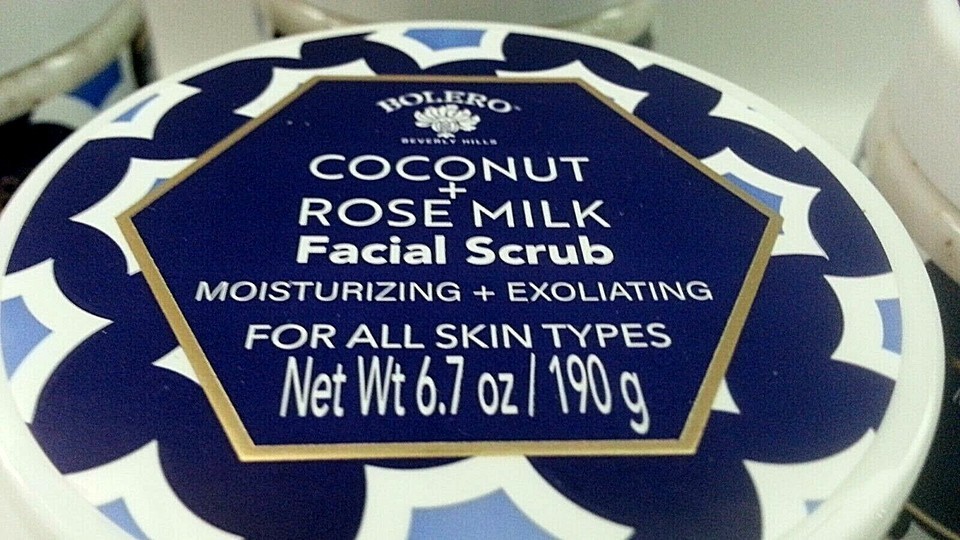 BOLERO
BEVERLY HILLS
COCONUT
+
ROSE MILK
Facial Scrub
MOISTURIZING + EXOLIATING
FOR ALL SKIN TYPES
Net Wt 6.7 oz / 190 g